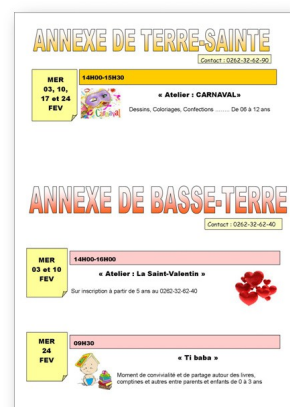 ANNEXE DE TERRE-SAINTE
Contact : 0262-32-62-90
MER
03, 10,
17 et 24
FEV
14H00-15H30
« Atelier : CARNAVAL»
Carnaval
Dessins, Coloriages, Confections ........ De 06 à 12 ans
ANNEXE DE BASSE-TERRE
Contact : 0262-32-62-40
MER
03 et 10
FEV
14H00-16H00
« Atelier : La Saint-Valentin »
Sur inscription à partir de 5 ans au 0262-32-62-40
MER
24
FEV
09H30
« Ti baba »
Moment de convivialité et de partage autour des livres,
comptines et autres entre parents et enfants de 0 à 3 ans